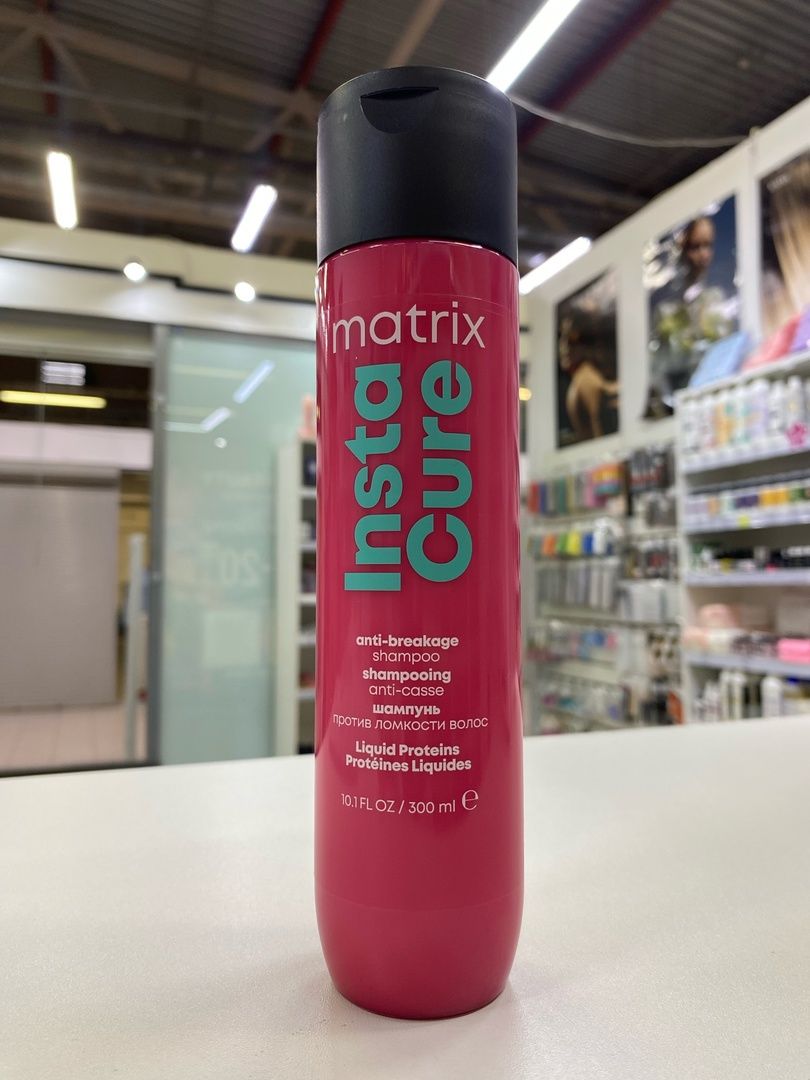 matrix
Insta
Cure
anti-breakage
shampoo
shampooing
anti-casse
шампунь
против ломкости волос
Liquid Proteins
Protéines Liquides
10.1 FL OZ / 300 ml e